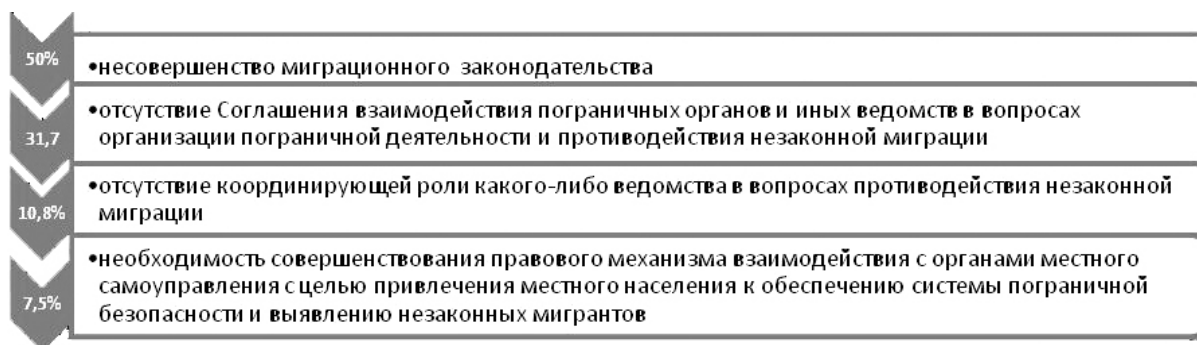 50%
•несовершенство миграционного законодательства
31,7
•отсутствие Соглашения взаимодействия пограничных органов и иных ведомств в вопросах
организации пограничной деятельности и противодействия незаконной миграции
10,8%
•отсутствие координирующей роли какого-либо ведомства в вопросах противодействия незаконной
миграции
7,5%
•необходимость совершенствования правового механизма взаимодействия с органами местного
самоуправления с целью привлечения местного населения к обеспечению системы пограничной
безопасности и выявлению незаконных мигрантов